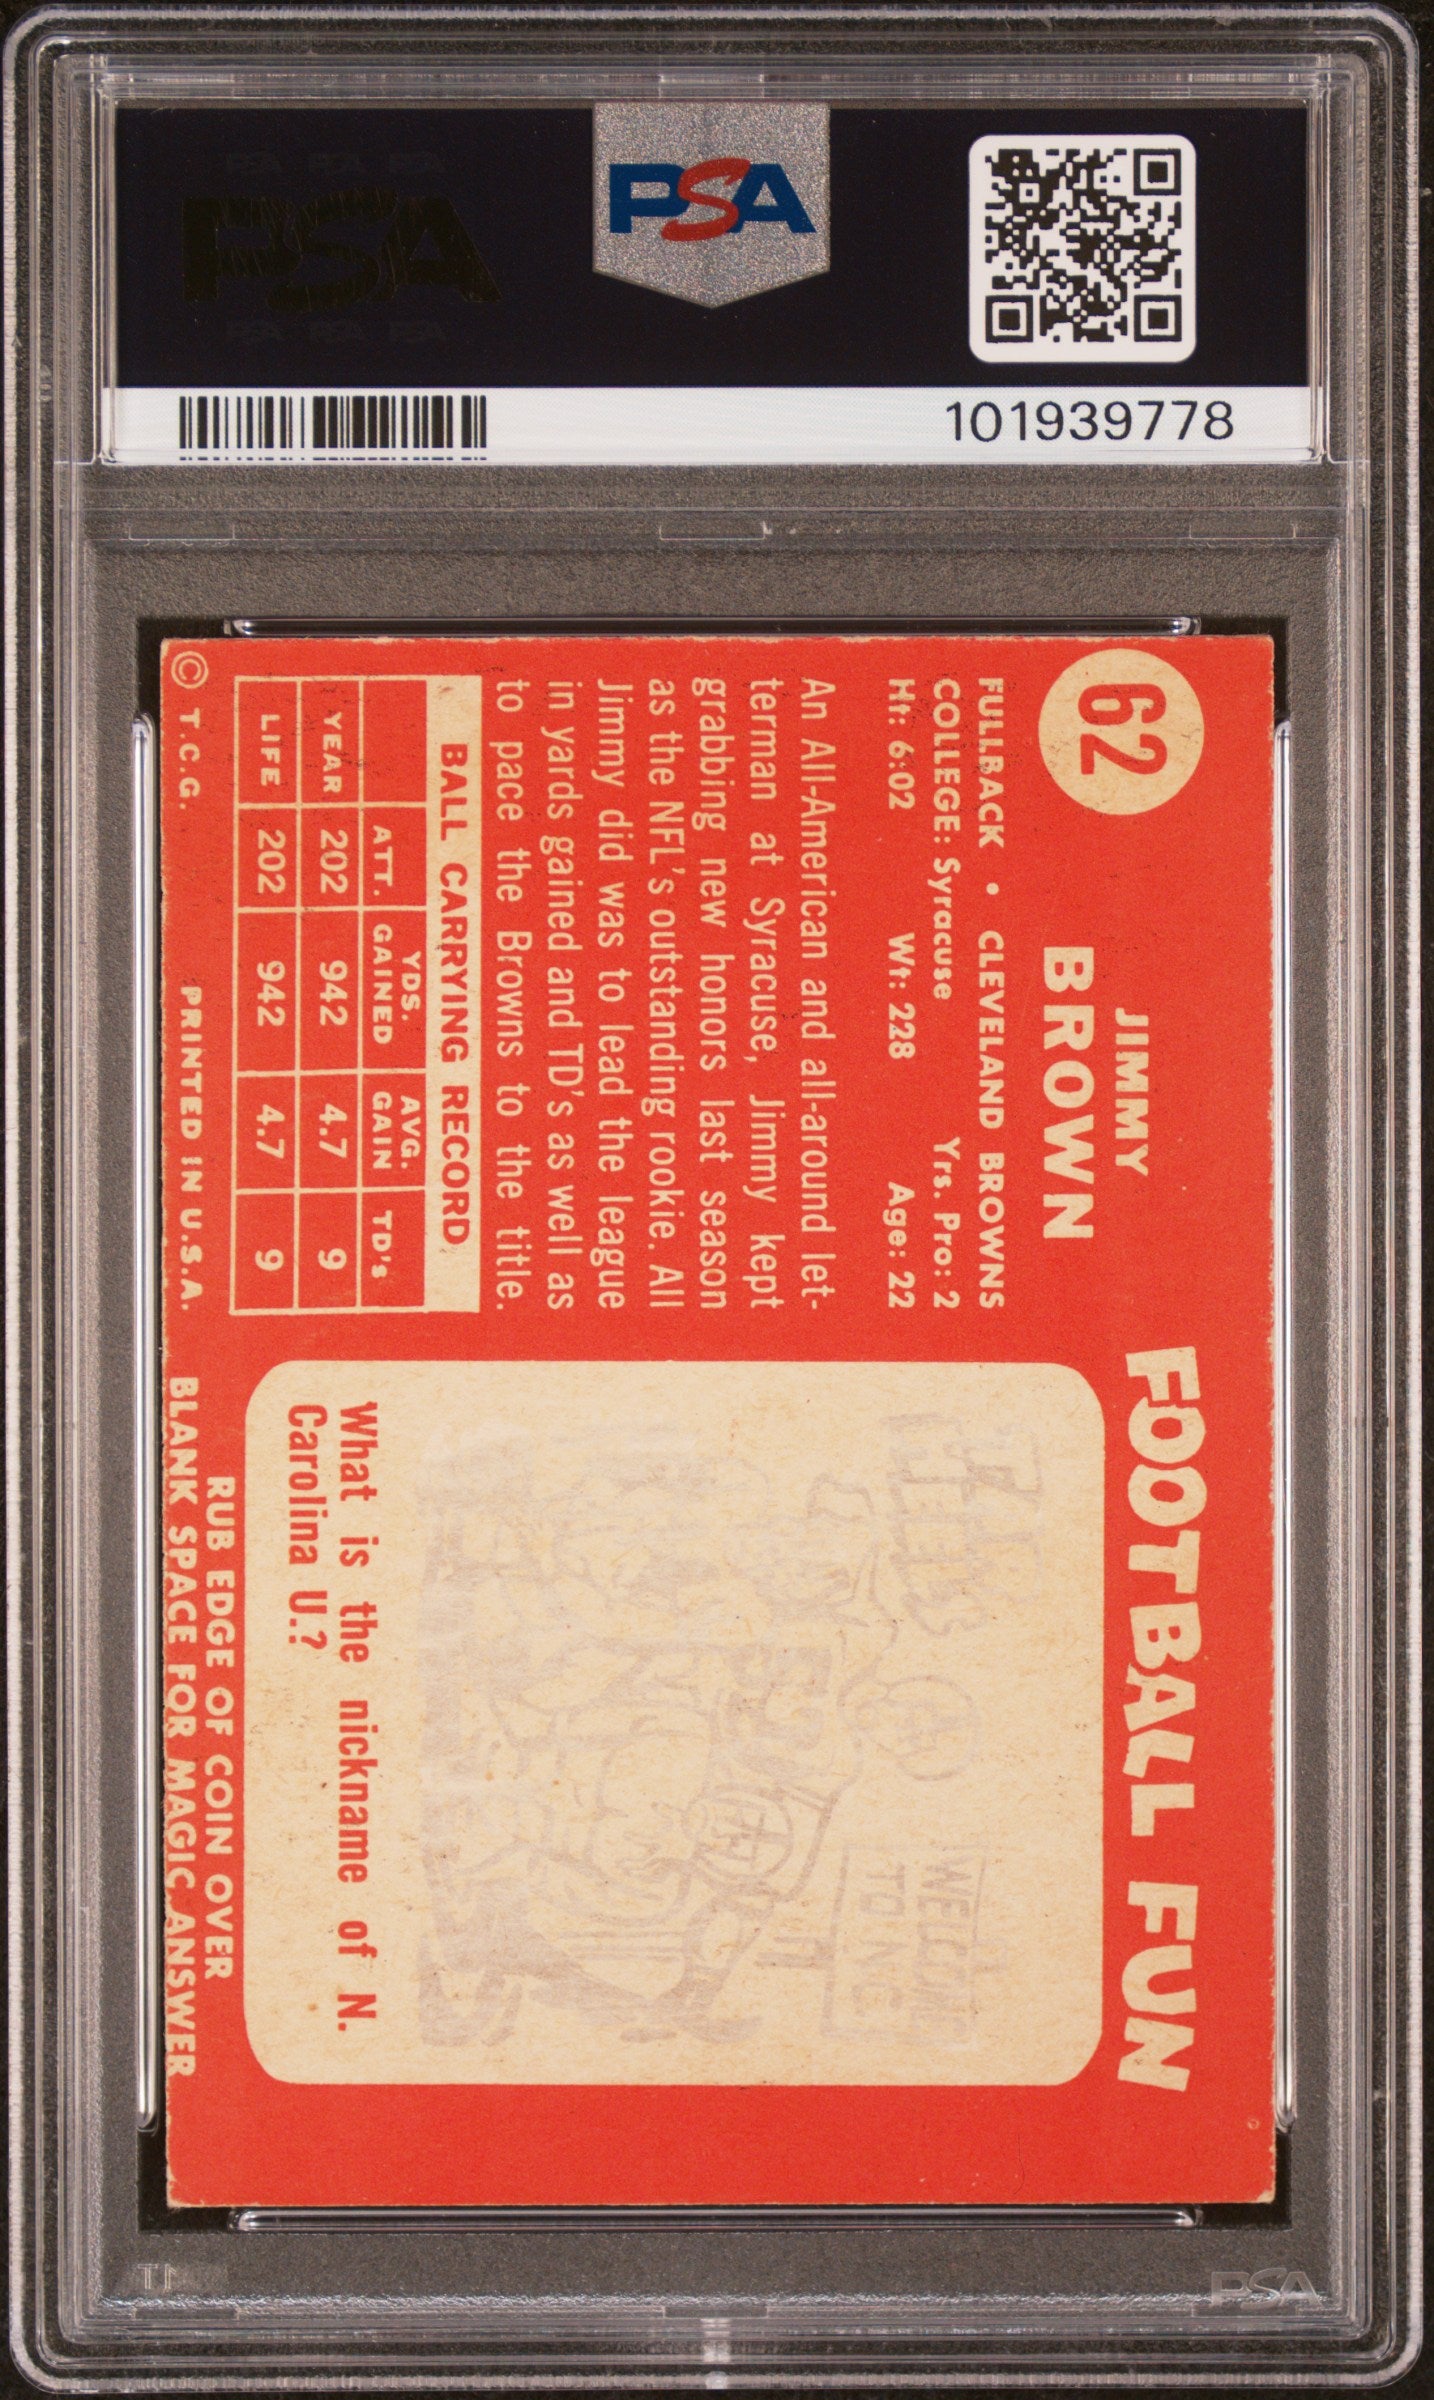 PSA
PSA
101939778
62
JIMMY
BROWN
FULLBACK • CLEVELAND BROWNS
COLLEGE: Syracuse Yrs. Pro: 2
Ht: 6:02 Wt: 228 Age: 22
An All-American and all-around let-
terman at Syracuse, Jimmy kept
grabbing new honors last season
as the NFL's outstanding rookie. All
Jimmy did was to lead the league
in yards gained and TD's as well as
to pace the Browns to the title.
BALL CARRYING RECORD
ATT. YDS. GAINED AVG. GAIN TD's
YEAR 202 942 4.7 9
LIFE 202 942 4.7 9
© T.C.G. PRINTED IN U.S.A.
FOOTBALL FUN
WELCOME
TO N.C.
What is the nickname of N.
Carolina U.?
RUB EDGE OF COIN OVER
BLANK SPACE FOR MAGIC ANSWER
PSA